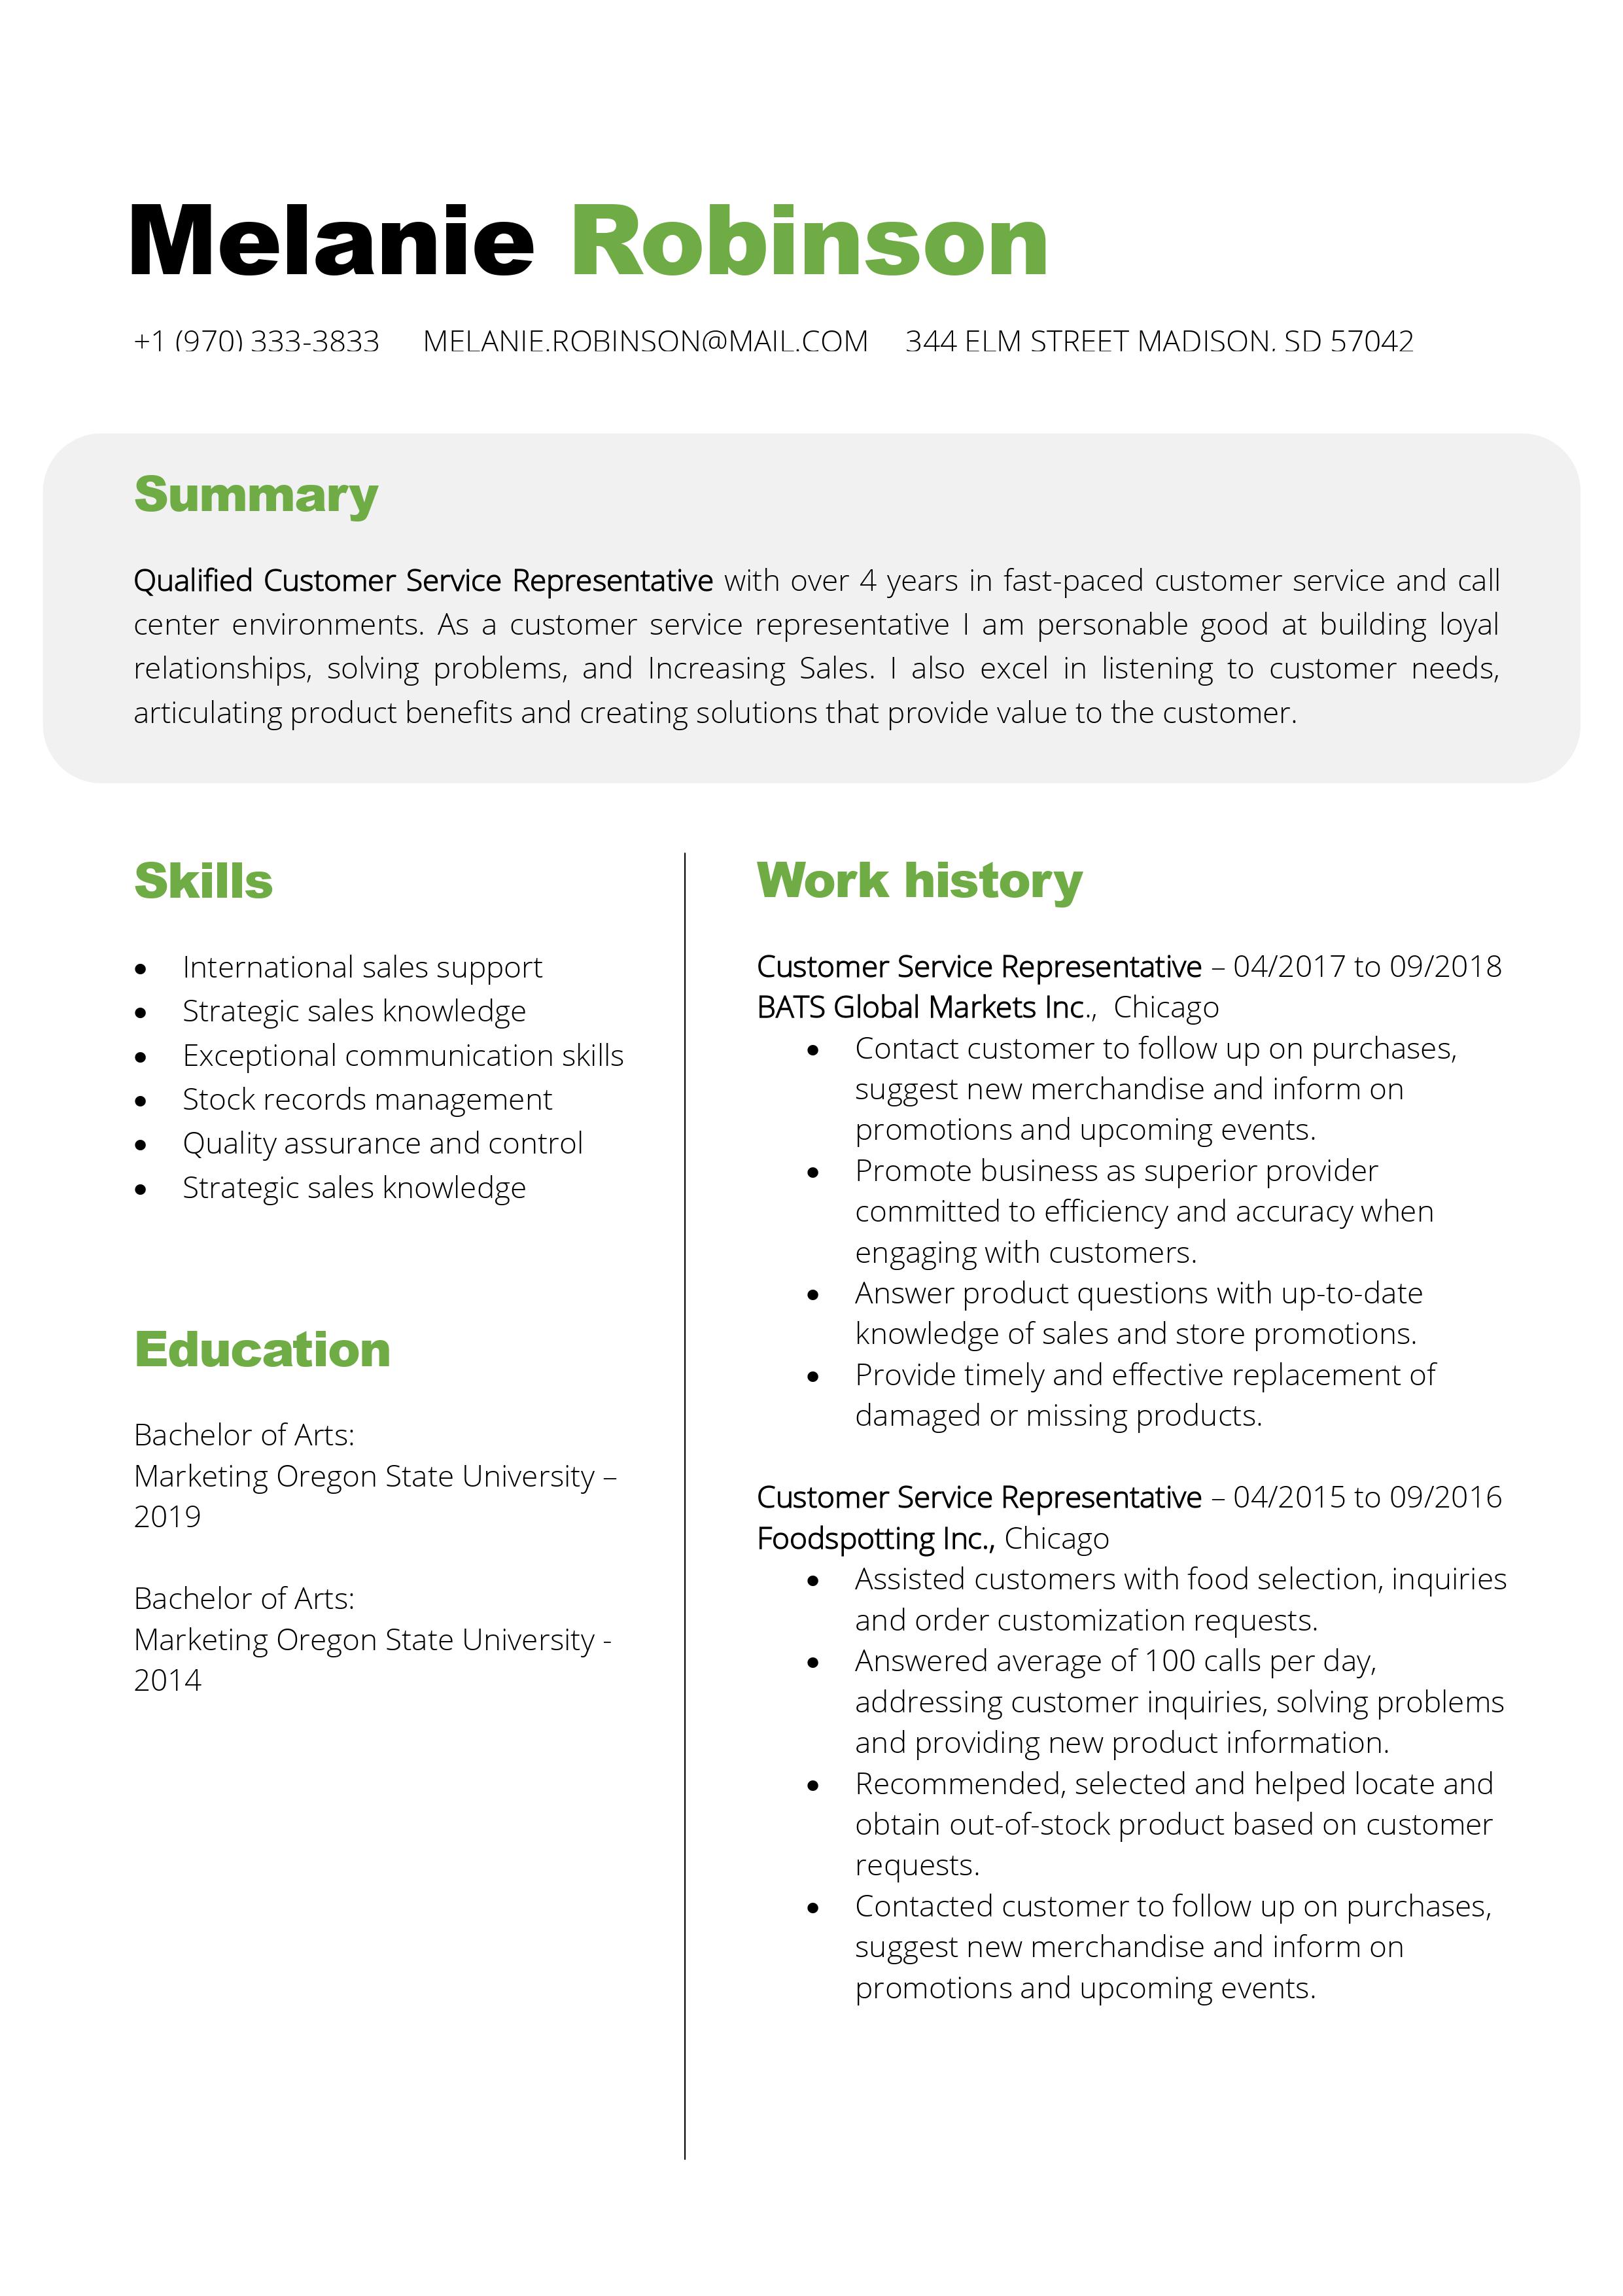 Melanie Robinson
+1 (970) 333-3833 MELANIE.ROBINSON@MAIL.COM 344 ELM STREET MADISON, SD 57042
Summary
Qualified Customer Service Representative with over 4 years in fast-paced customer service and call
center environments. As a customer service representative I am personable good at building loyal
relationships, solving problems, and Increasing Sales. I also excel in listening to customer needs,
articulating product benefits and creating solutions that provide value to the customer.
Skills
• International sales support
• Strategic sales knowledge
• Exceptional communication skills
• Stock records management
• Quality assurance and control
• Strategic sales knowledge
Education
Bachelor of Arts:
Marketing Oregon State University –
2019
Bachelor of Arts:
Marketing Oregon State University -
2014
Work history
Customer Service Representative – 04/2017 to 09/2018
BATS Global Markets Inc., Chicago
• Contact customer to follow up on purchases,
suggest new merchandise and inform on
promotions and upcoming events.
• Promote business as superior provider
committed to efficiency and accuracy when
engaging with customers.
• Answer product questions with up-to-date
knowledge of sales and store promotions.
• Provide timely and effective replacement of
damaged or missing products.
Customer Service Representative – 04/2015 to 09/2016
Foodspotting Inc., Chicago
• Assisted customers with food selection, inquiries
and order customization requests.
• Answered average of 100 calls per day,
addressing customer inquiries, solving problems
and providing new product information.
• Recommended, selected and helped locate and
obtain out-of-stock product based on customer
requests.
• Contacted customer to follow up on purchases,
suggest new merchandise and inform on
promotions and upcoming events.